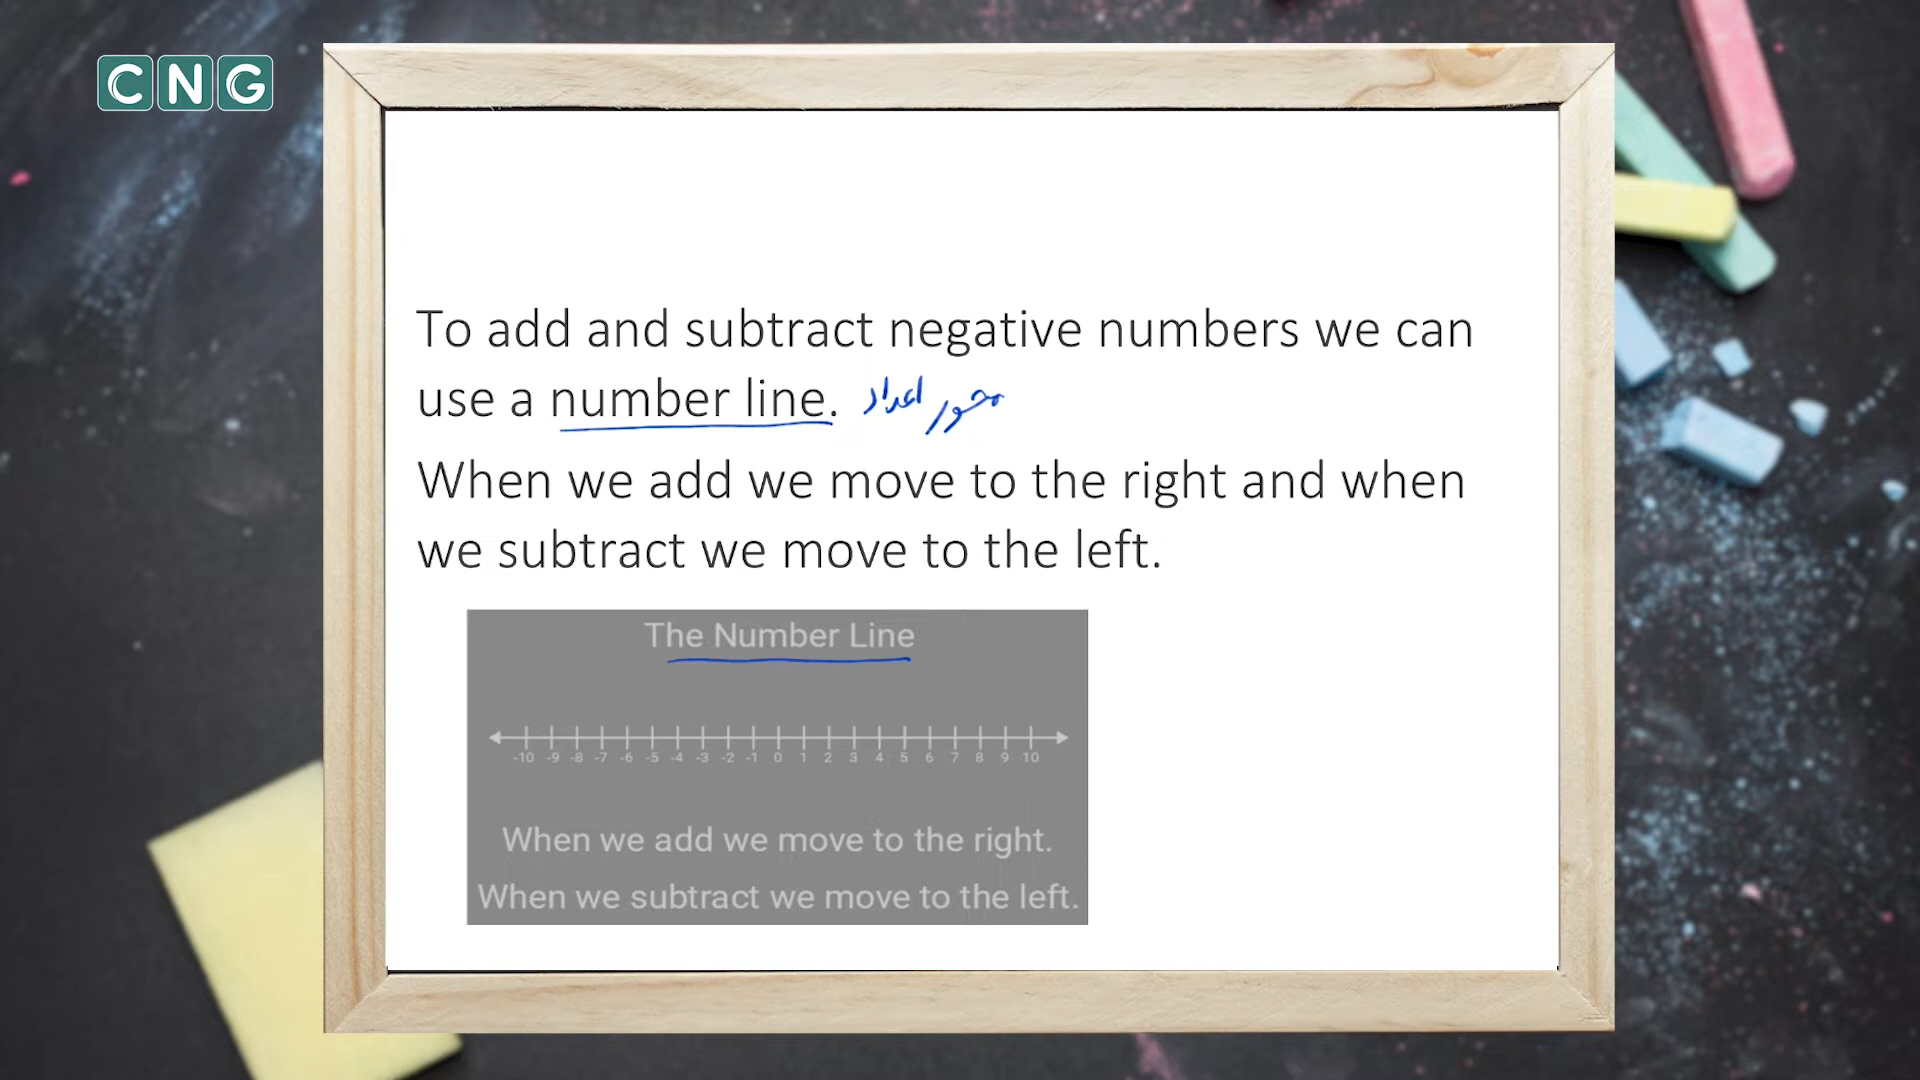 CNG
To add and subtract negative numbers we can
use a number line. محور اعداد
When we add we move to the right and when
we subtract we move to the left.
The Number Line
-10 -9 -8 -7 -6 -5 -4 -3 -2 -1 0 1 2 3 4 5 6 7 8 9 10
When we add we move to the right.
When we subtract we move to the left.